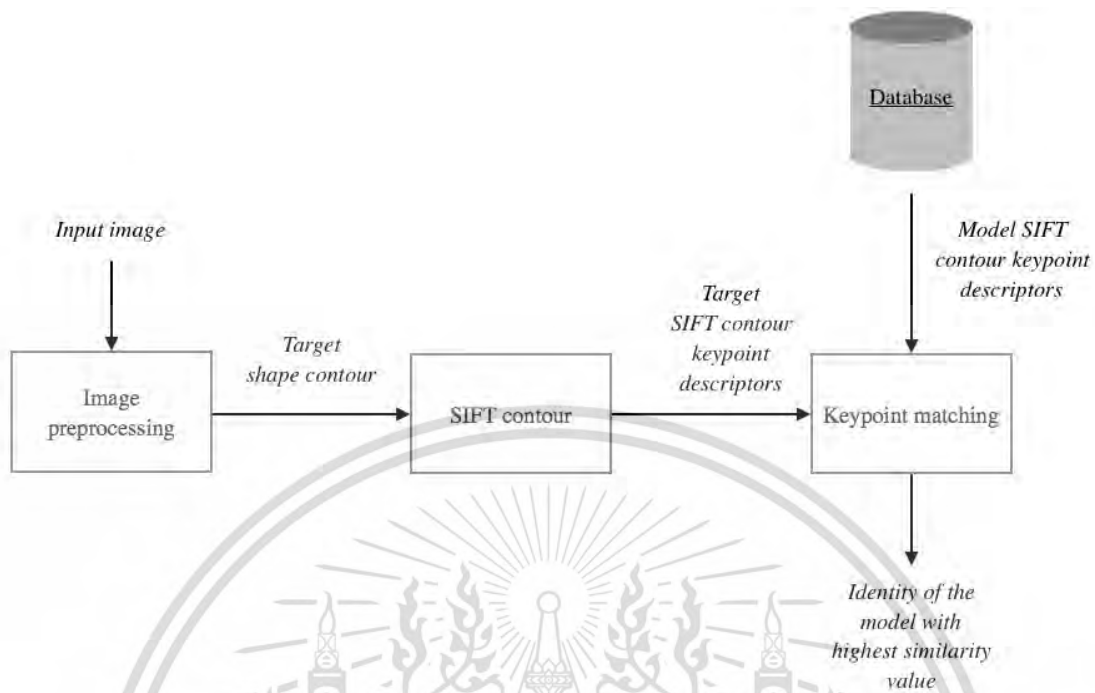 Database
Input image
Model SIFT
contour keypoint
descriptors
Target
SIFT contour
keypoint
descriptors
Target
shape contour
Image
preprocessing
SIFT contour
Keypoint matching
Identity of the
model with
highest similarity
value